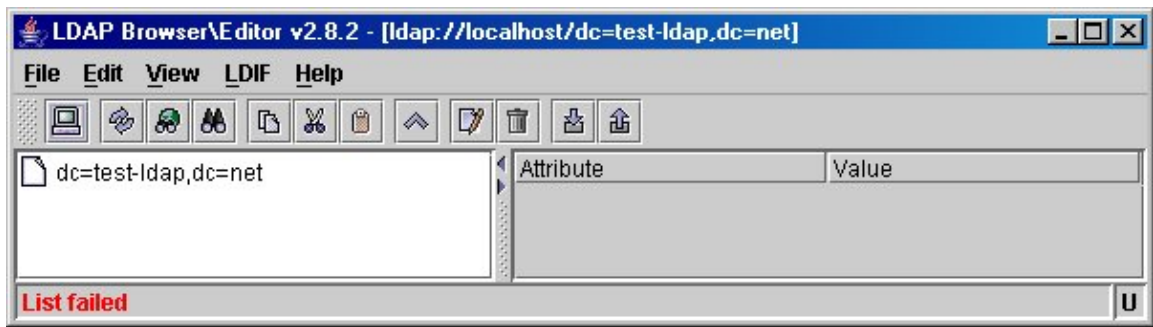 LDAP Browser\Editor v2.8.2 - [ldap://localhost/dc=test-ldap,dc=net]
File Edit View LDIF Help
dc=test-ldap,dc=net
Attribute Value
List failed U